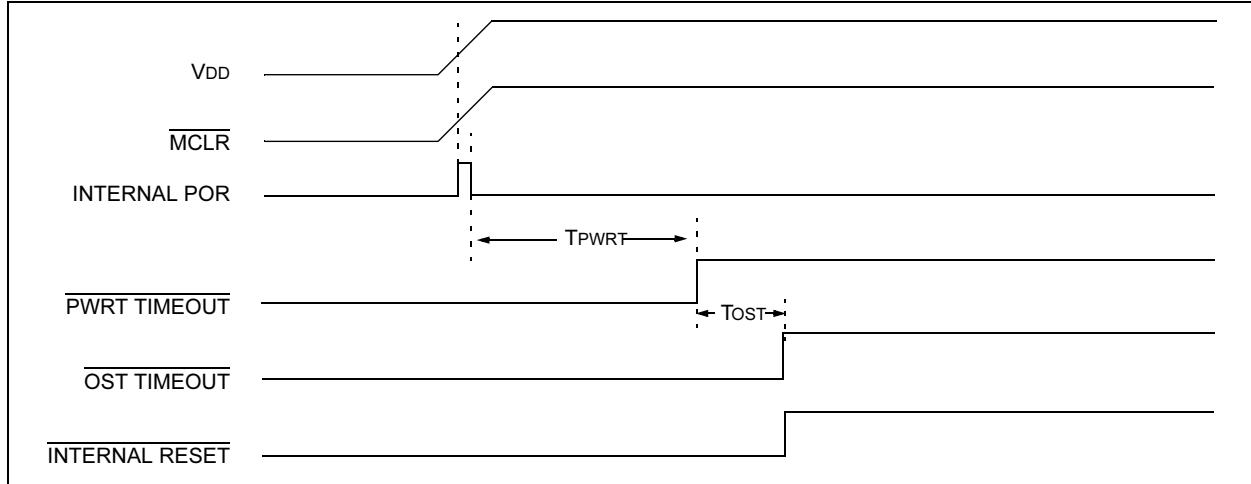 VDD
MCLR
INTERNAL POR
TPWRT
PWRT TIMEOUT
TOST
OST TIMEOUT
INTERNAL RESET